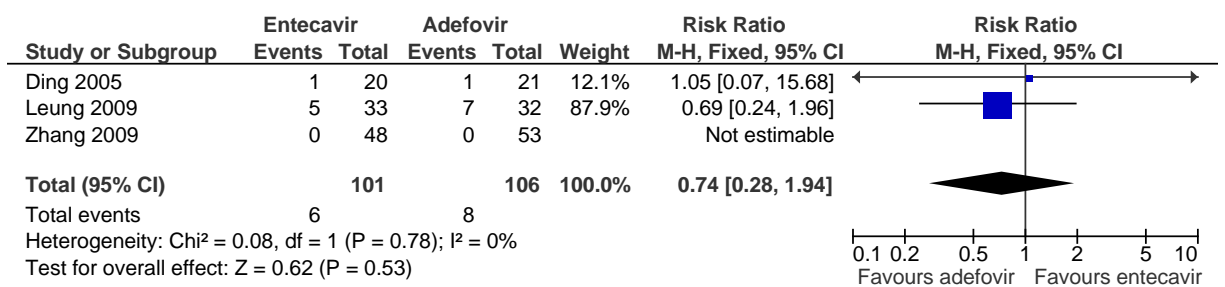 Entecavir Adefovir Risk Ratio Risk Ratio
Study or Subgroup Events Total Events Total Weight M-H, Fixed, 95% CI M-H, Fixed, 95% CI
Ding 2005 1 20 1 21 12.1% 1.05 [0.07, 15.68]
Leung 2009 5 33 7 32 87.9% 0.69 [0.24, 1.96]
Zhang 2009 0 48 0 53 Not estimable
Total (95% CI) 101 106 100.0% 0.74 [0.28, 1.94]
Total events 6 8
Heterogeneity: Chi² = 0.08, df = 1 (P = 0.78); I² = 0%
Test for overall effect: Z = 0.62 (P = 0.53)
0.1 0.2 0.5 1 2 5 10
Favours adefovir Favours entecavir